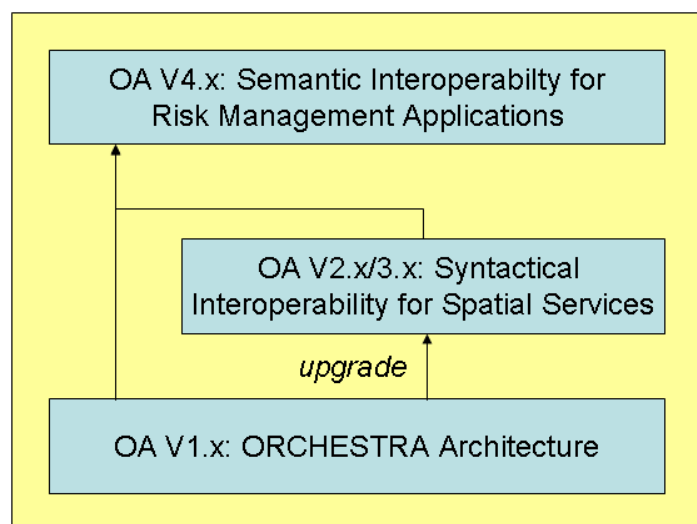 OA V4.x: Semantic Interoperabilty for
Risk Management Applications
OA V2.x/3.x: Syntactical
Interoperability for Spatial Services
upgrade
OA V1.x: ORCHESTRA Architecture